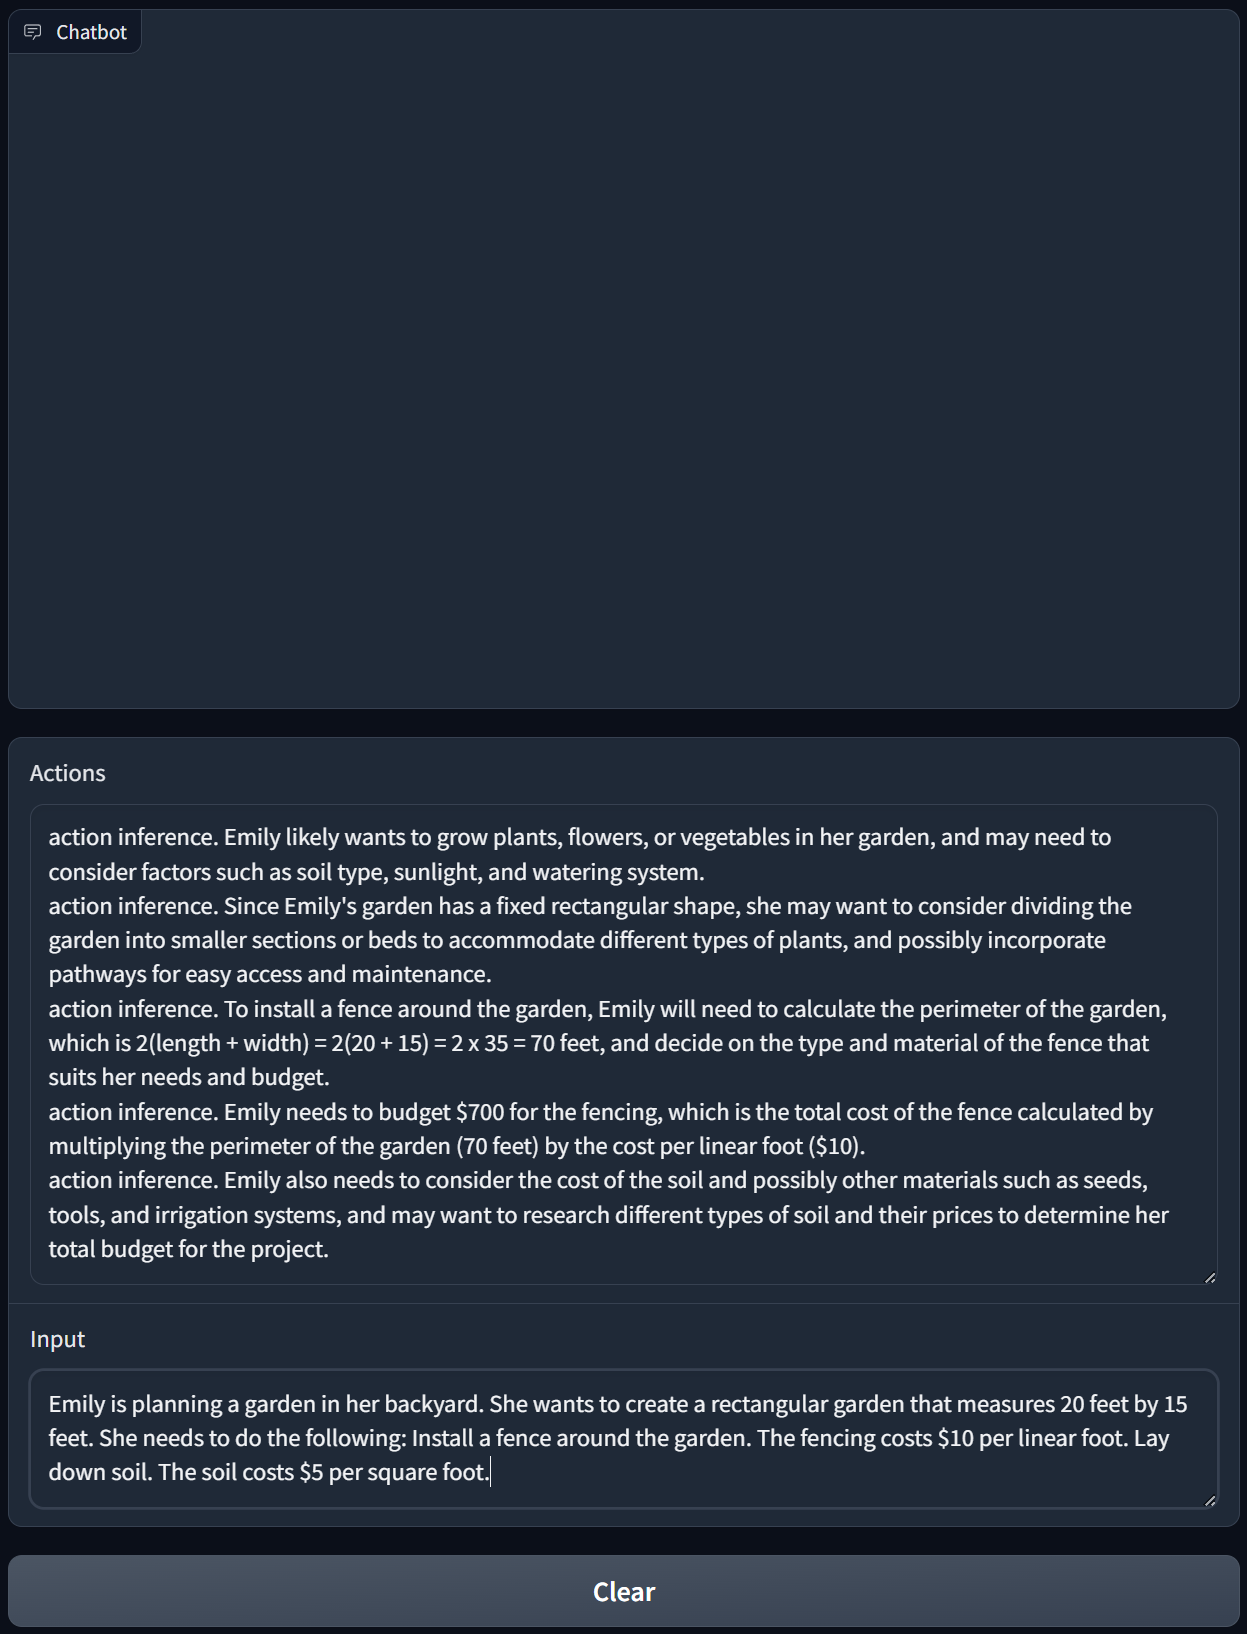 Chatbot
Actions
action inference. Emily likely wants to grow plants, flowers, or vegetables in her garden, and may need to
consider factors such as soil type, sunlight, and watering system.
action inference. Since Emily's garden has a fixed rectangular shape, she may want to consider dividing the
garden into smaller sections or beds to accommodate different types of plants, and possibly incorporate
pathways for easy access and maintenance.
action inference. To install a fence around the garden, Emily will need to calculate the perimeter of the garden,
which is 2(length + width) = 2(20 + 15) = 2 x 35 = 70 feet, and decide on the type and material of the fence that
suits her needs and budget.
action inference. Emily needs to budget $700 for the fencing, which is the total cost of the fence calculated by
multiplying the perimeter of the garden (70 feet) by the cost per linear foot ($10).
action inference. Emily also needs to consider the cost of the soil and possibly other materials such as seeds,
tools, and irrigation systems, and may want to research different types of soil and their prices to determine her
total budget for the project.
Input
Emily is planning a garden in her backyard. She wants to create a rectangular garden that measures 20 feet by 15
feet. She needs to do the following: Install a fence around the garden. The fencing costs $10 per linear foot. Lay
down soil. The soil costs $5 per square foot.
Clear